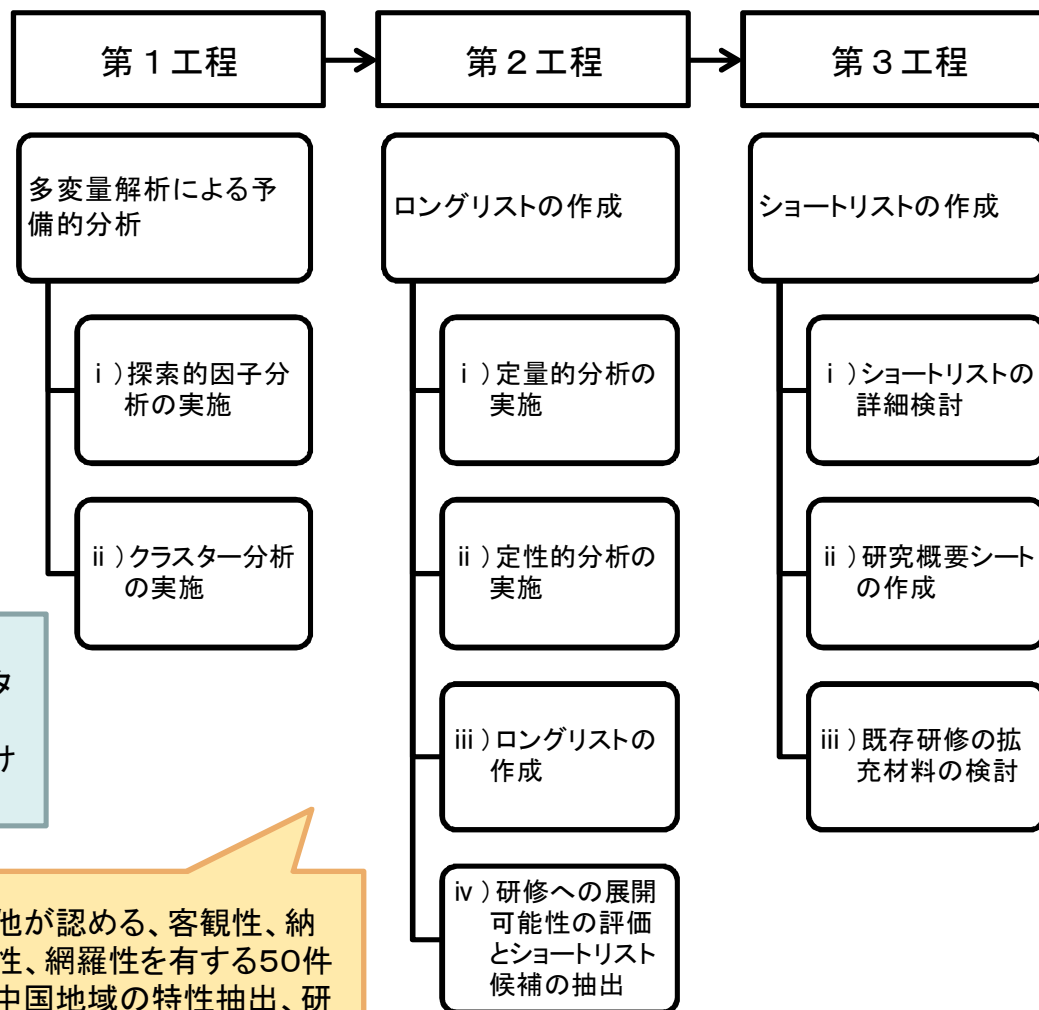 第1工程
第2工程
第3工程
多変量解析による予
備的分析
ⅰ)探索的因子分
析の実施
ⅱ)クラスター分析
の実施
ロングリストの作成
ⅰ)定量的分析の
実施
ⅱ)定性的分析の
実施
ⅲ)ロングリストの
作成
ⅳ)研修への展開
可能性の評価
とショートリスト
候補の抽出
ショートリストの作成
ⅰ)ショートリストの
詳細検討
ⅱ)研究概要シート
の作成
ⅲ)既存研修の拡
充材料の検討
タ
け
他が認める、客観性、納
性、網羅性を有する50件
中国地域の特性抽出、研